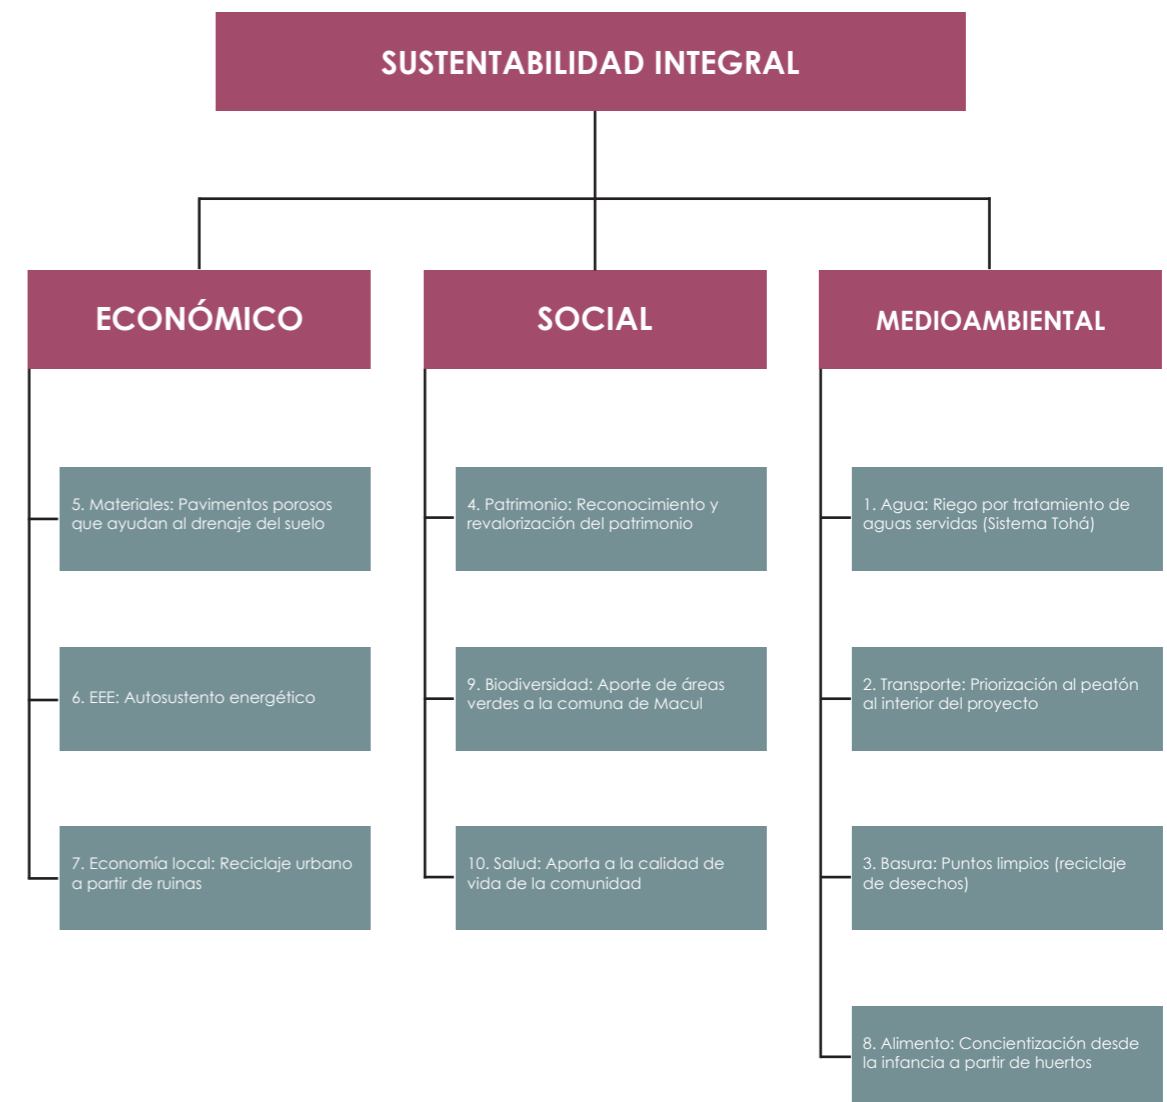 SUSTENTABILIDAD INTEGRAL
ECONÓMICO
5. Materiales: Pavimentos porosos
que ayudan al drenaje del suelo
6. EEE: Autosustento energético
7. Economía local: Reciclaje urbano
a partir de ruinas
SOCIAL
4. Patrimonio: Reconocimiento y
revalorización del patrimonio
9. Biodiversidad: Aporte de áreas
verdes a la comuna de Macul
10. Salud: Aporta a la calidad de
vida de la comunidad
MEDIOAMBIENTAL
1. Agua: Riego por tratamiento de
aguas servidas (Sistema Tohá)
2. Transporte: Priorización al peatón
al interior del proyecto
3. Basura: Puntos limpios (reciclaje
de desechos)
8. Alimento: Concientización desde
la infancia a partir de huertos